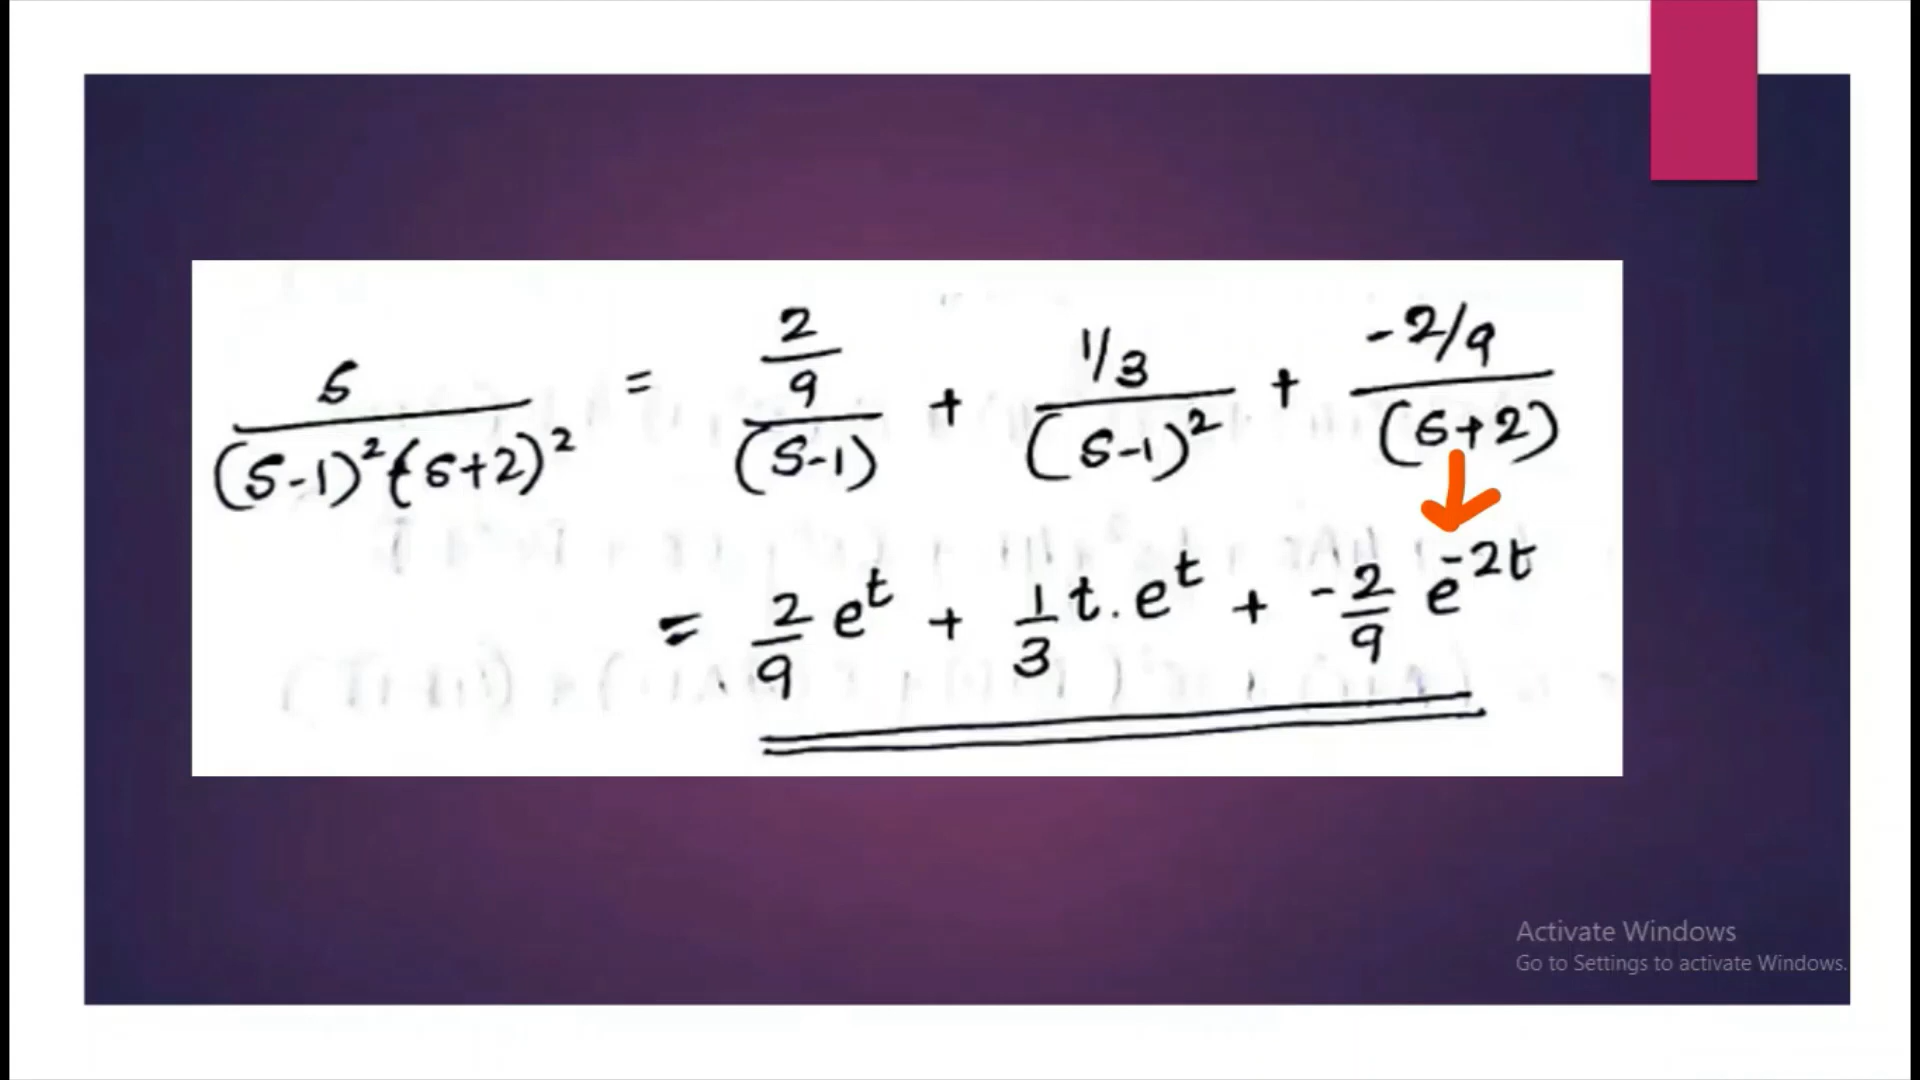 s/((s-1)²(s+2)²) = (2/9)/(s-1) + (1/3)/(s-1)² + (-2/9)/(s+2)
= 2/9 e^t + 1/3 t.e^t + -2/9 e^-2t
Activate Windows
Go to Settings to activate Windows.